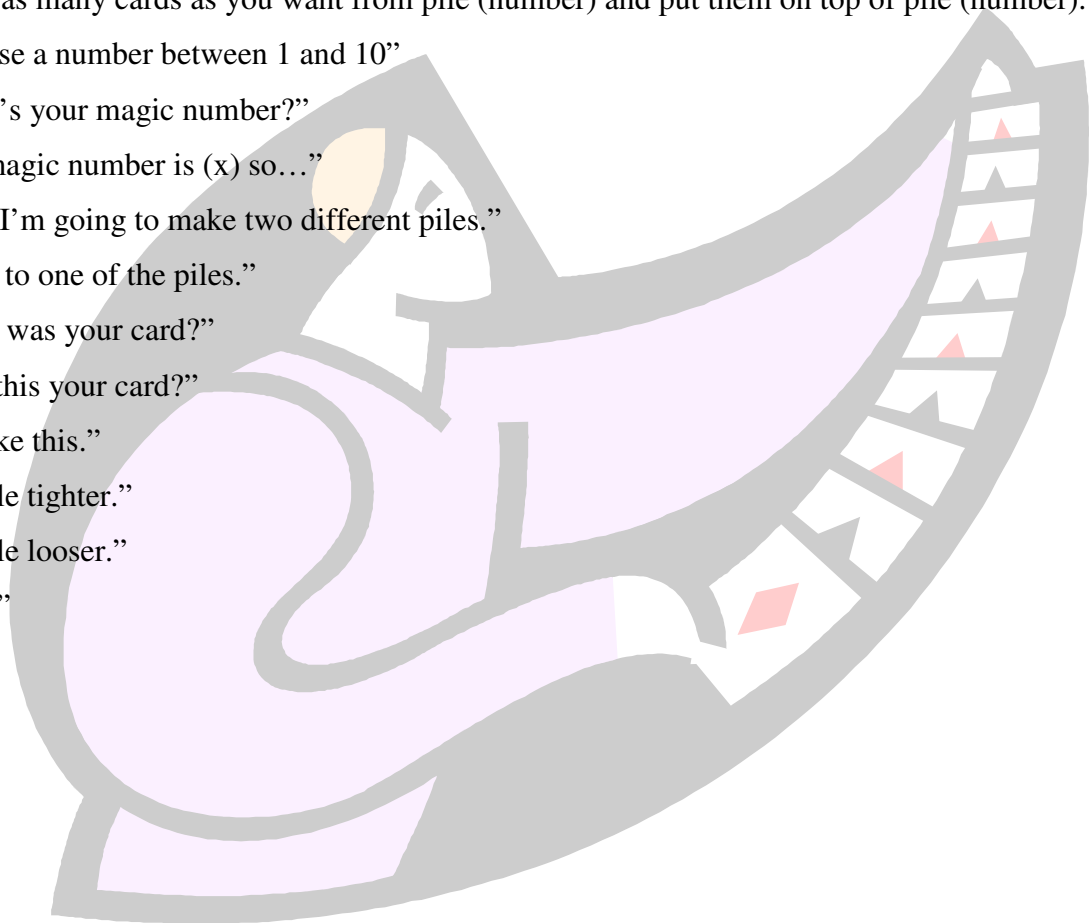 as many cards as you want from pile (number) and put them on top of pile (number).
se a number between 1 and 10”
’s your magic number?”
nagic number is (x) so…”
I’m going to make two different piles.”
to one of the piles.”
was your card?”
this your card?”
ke this.”
le tighter.”
le looser.”
”